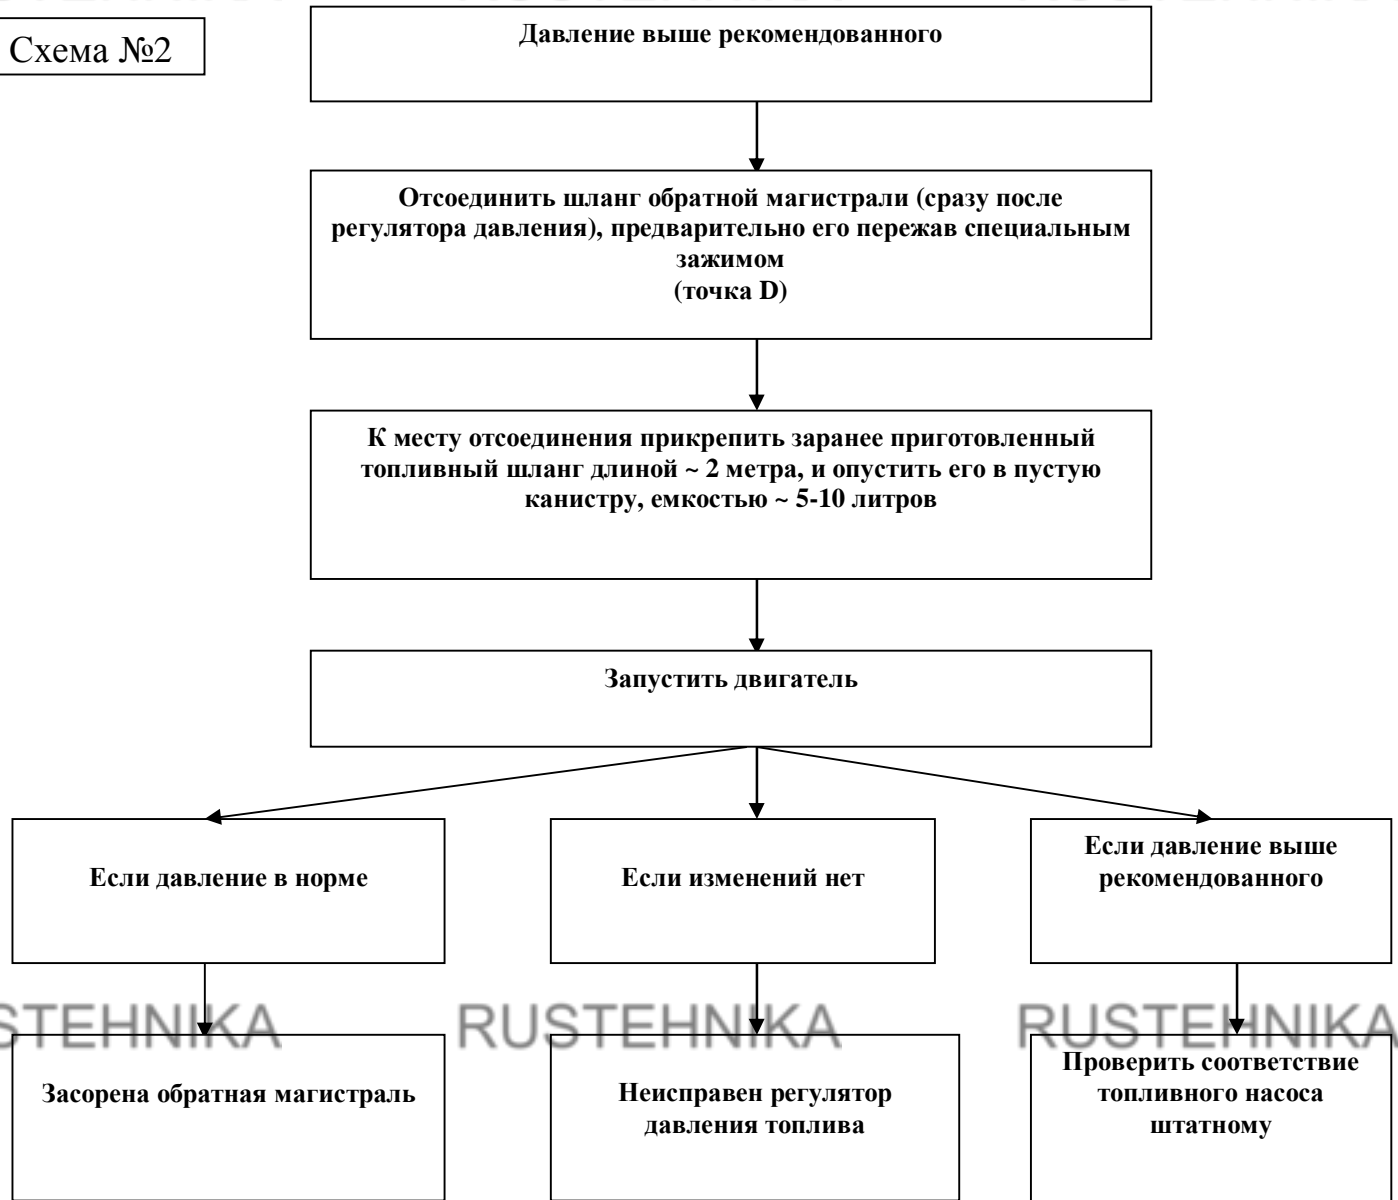 Схема №2
Давление выше рекомендованного
Отсоединить шланг обратной магистрали (сразу после
регулятора давления), предварительно его пережав специальным
зажимом
(точка D)
К месту отсоединения прикрепить заранее приготовленный
топливный шланг длиной ~ 2 метра, и опустить его в пустую
канистру, емкостью ~ 5-10 литров
Запустить двигатель
Если давление в норме
Если изменений нет
Если давление выше
рекомендованного
STEHNIKA
RUSTEHNIKA
RUSTEHNIKA
Засорена обратная магистраль
Неисправен регулятор
давления топлива
Проверить соответствие
топливного насоса
штатному